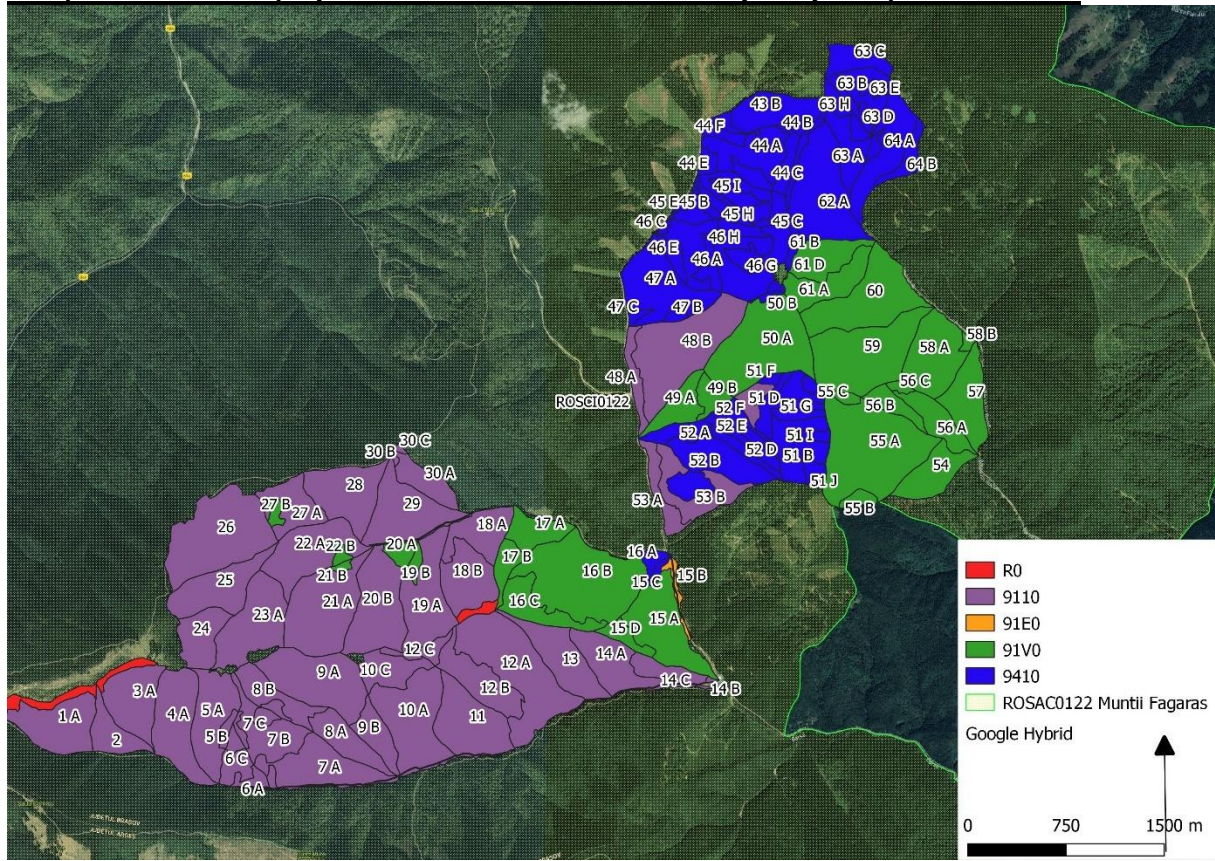 63 C
63 B
63 E
43 B
63 H
44 B
63 D
44 F
64 A
44 A
63 A
44 E
64 B
44 C
45 I
45 E
45 B
62 A
45 H
46 C
45 C
46 H
61 B
46 E
46 A
46 G
61 D
47 A
61 A
60
47 C
47 B
50 B
48 B
50 A
59
58 A
58 B
48 A
51 F
56 C
57
ROSCI0122
49 A
49 B
51 D
55 C
52 F
51 G
56 B
52 E
52 A
51 I
56 A
55 A
52 D
51 B
52 B
54
51 J
53 A
53 B
55 B
30 C
30 B
30 A
28
27 B
27 A
29
26
18 A
17 A
22 A
22 B
20 A
17 B
16 A
25
21 B
19 B
18 B
16 B
15 C
15 B
23 A
21 A
20 B
19 A
16 C
24
15 D
15 A
12 C
9 A
10 C
12 A
13
14 A
3 A
8 B
12 B
14 C
14 B
1 A
4 A
5 A
7 C
10 A
11
2
5 B
7 B
8 A
9 B
6 C
7 A
6 A
JUDETUL BRASOV
JUDETUL ARGES
R0
9110
91E0
91V0
9410
ROSAC0122 Muntii Fagaras
Google Hybrid
0 750 1500 m